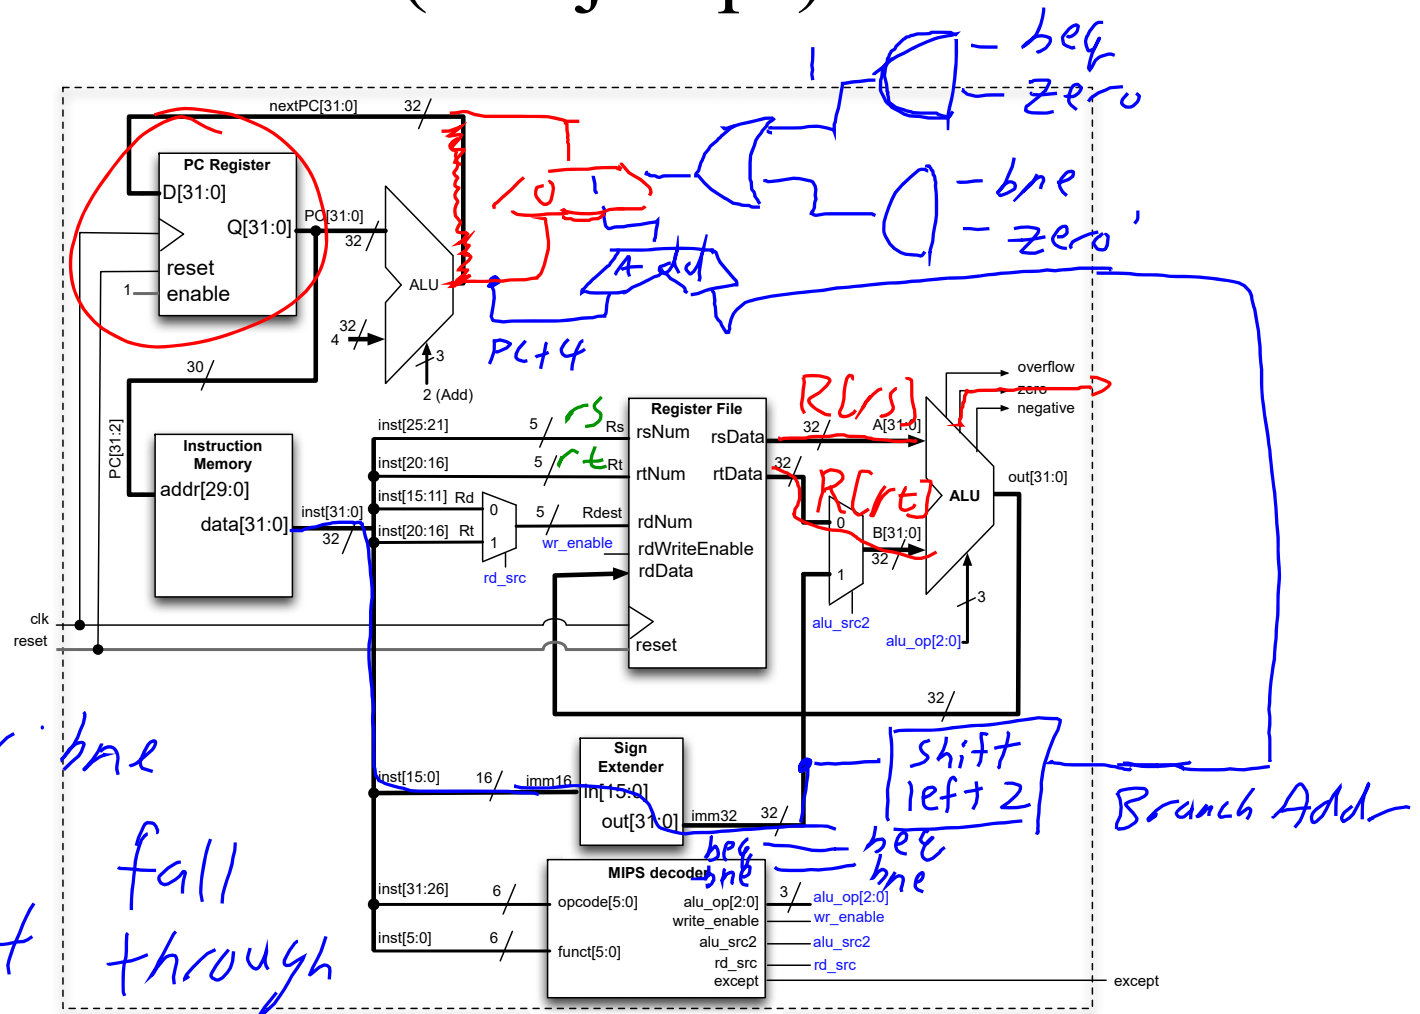 beq
zero
1
nextPC[31:0]
32
PC Register
D[31:0]
Q[31:0]
PC[31:0]
32
reset
enable
1
0 1
bne
zero'
Add
ALU
4
32
PC+4
3
2 (Add)
30
PC[31:2]
overflow
zero
negative
Instruction
Memory
addr[29:0]
data[31:0]
inst[31:0]
32
inst[25:21]
5
rs
Rs
inst[20:16]
5
rt
Rt
inst[15:11] Rd
inst[20:16] Rt
0
1
rd_src
5
Rdest
wr_enable
Register File
rsNum
rsData
rtNum
rtData
rdNum
rdWriteEnable
rdData
reset
R[rs]
32
A[31:0]
32
R[rt]
0
1
B[31:0]
32
alu_src2
ALU
out[31:0]
3
alu_op[2:0]
clk
reset
32
bne
fall
through
inst[15:0]
16
imm16
Sign
Extender
in[15:0]
out[31:0]
imm32
32
shift
left 2
Branch Addr
beq
bne
beq
bne
MIPS decoder
inst[31:26]
6
opcode[5:0]
inst[5:0]
6
funct[5:0]
alu_op[2:0]
3
alu_op[2:0]
write_enable
wr_enable
alu_src2
alu_src2
rd_src
rd_src
except
except